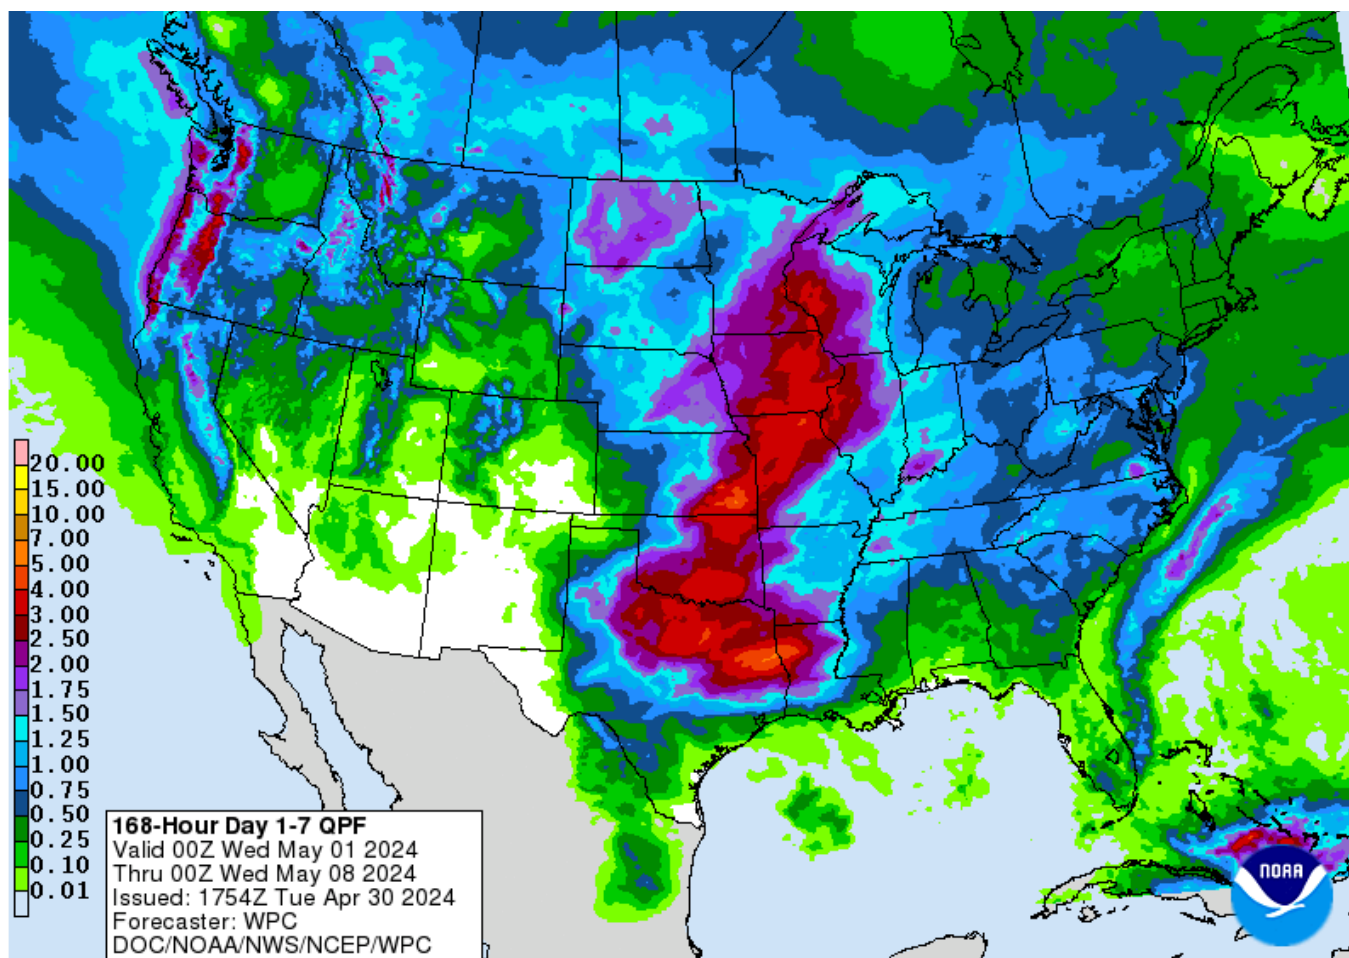 20.00
15.00
10.00
7.00
5.00
4.00
3.00
2.50
2.00
1.75
1.50
1.25
1.00
0.75
0.50
0.25
0.10
0.01
168-Hour Day 1-7 QPF
Valid 00Z Wed May 01 2024
Thru 00Z Wed May 08 2024
Issued: 1754Z Tue Apr 30 2024
Forecaster: WPC
DOC/NOAA/NWS/NCEP/WPC
NOAA